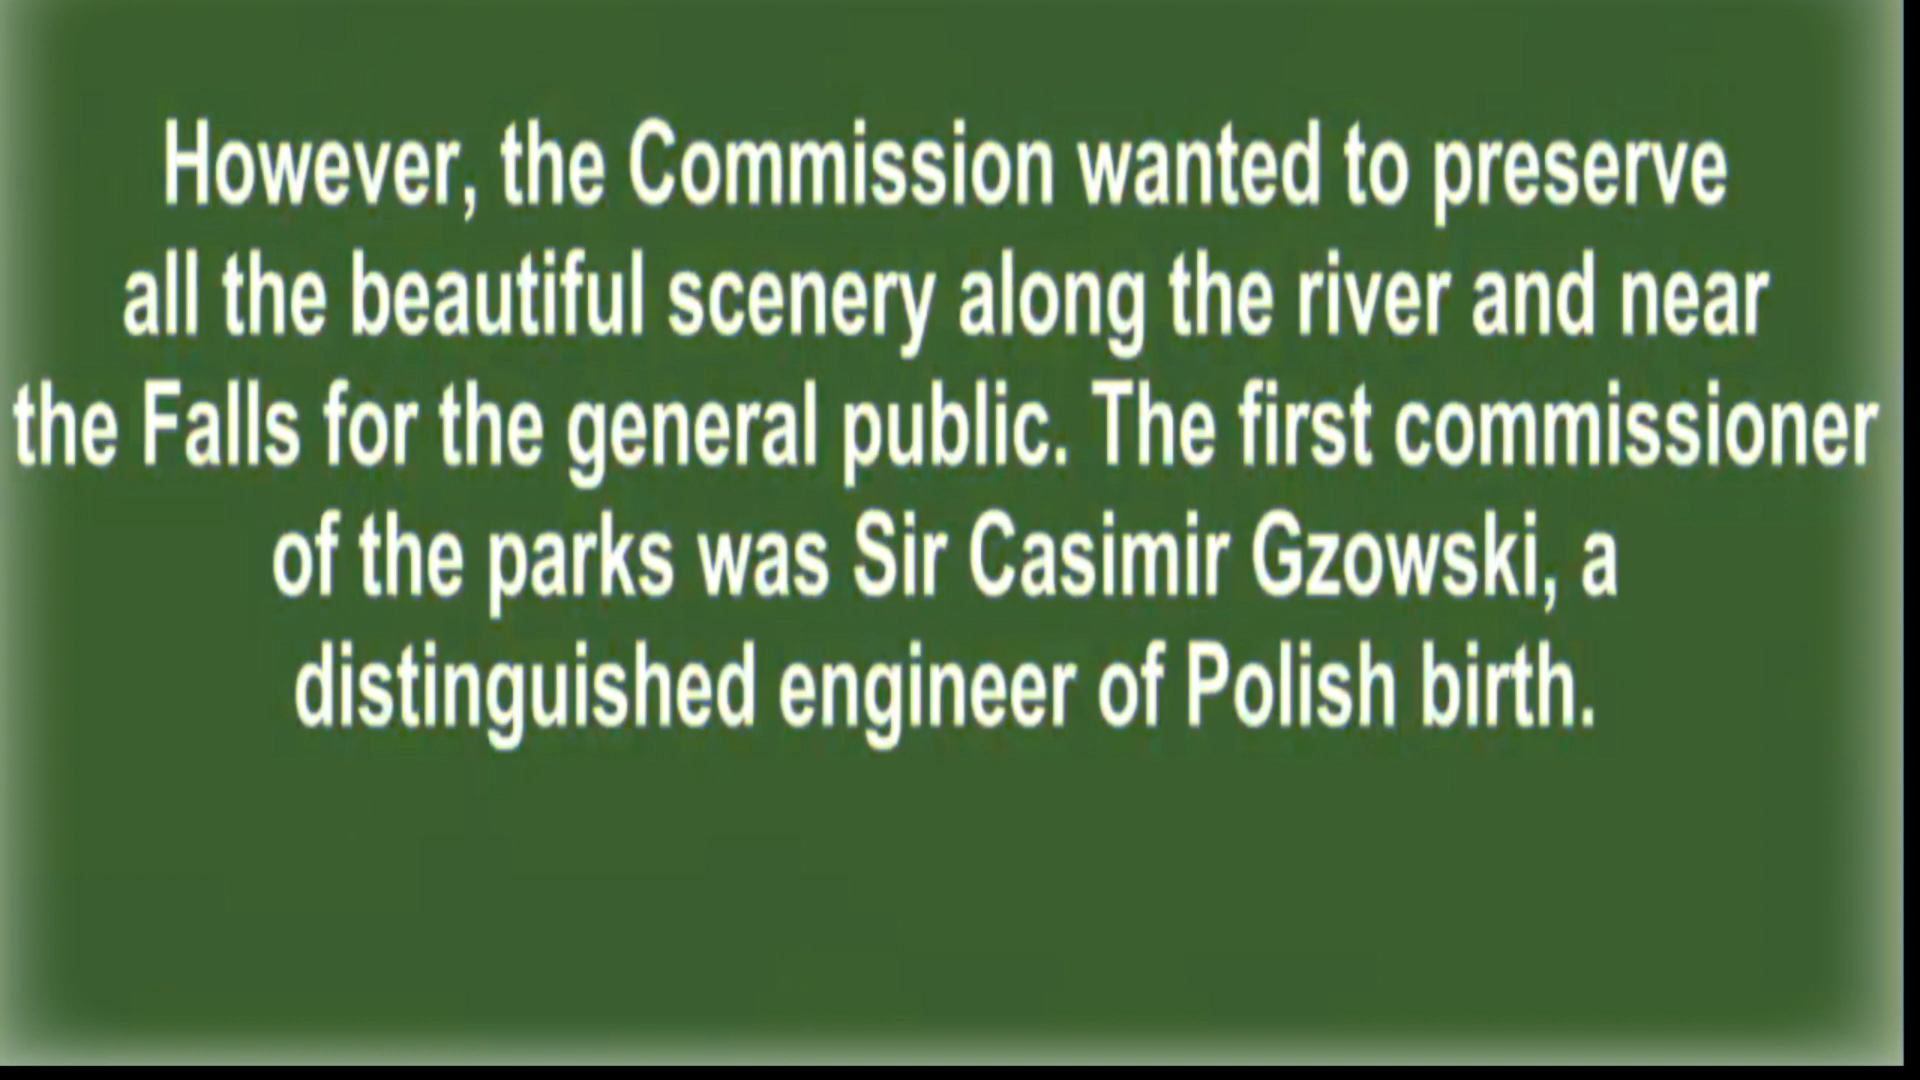 However, the Commission wanted to preserve
all the beautiful scenery along the river and near
the Falls for the general public. The first commissioner
of the parks was Sir Casimir Gzowski, a
distinguished engineer of Polish birth.